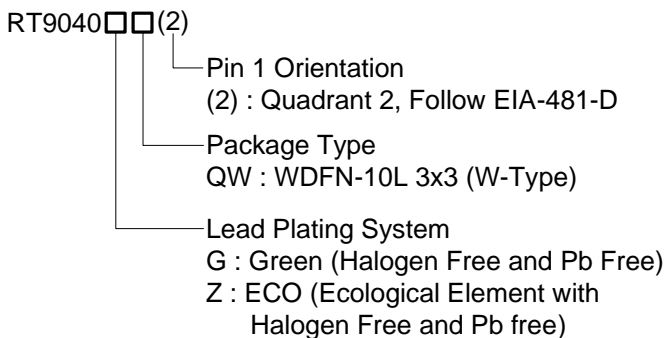 RT9040□□(2)
Pin 1 Orientation
(2) : Quadrant 2, Follow EIA-481-D
Package Type
QW : WDFN-10L 3x3 (W-Type)
Lead Plating System
G : Green (Halogen Free and Pb Free)
Z : ECO (Ecological Element with
Halogen Free and Pb free)